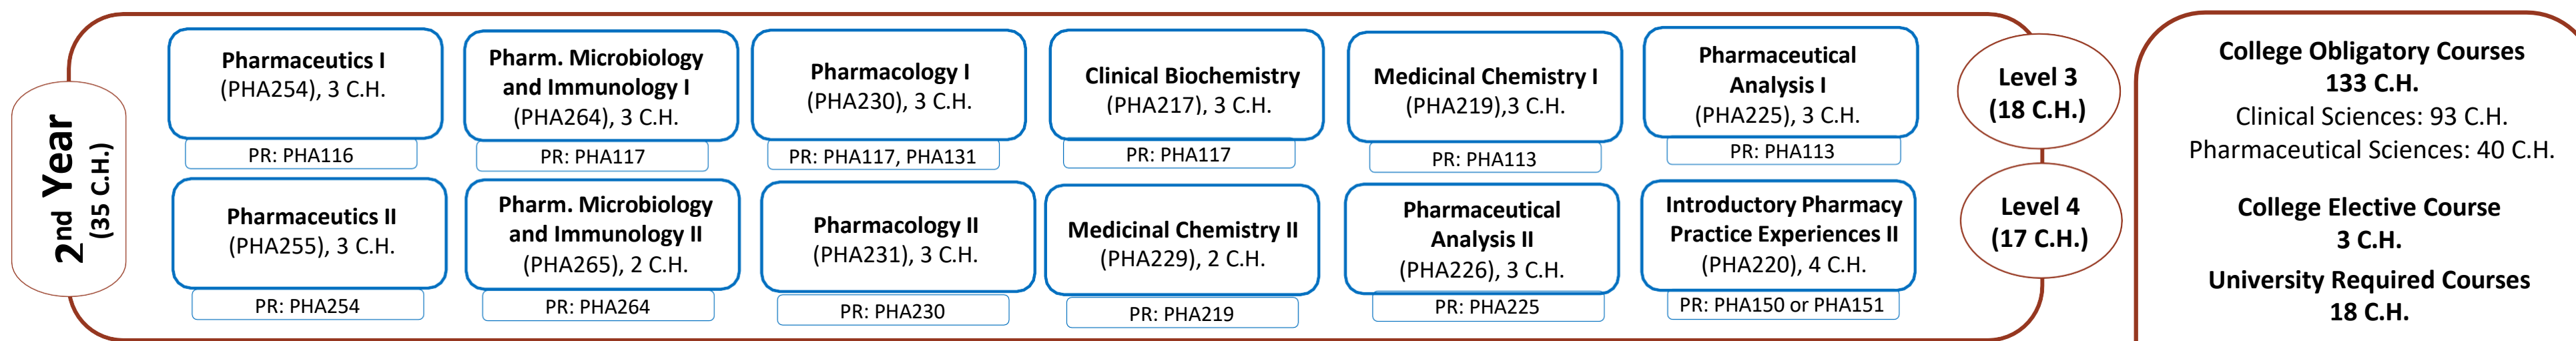 2nd Year
(35 C.H.)
Pharmaceutics I
(PHA254), 3 C.H.
PR: PHA116
Pharm. Microbiology
and Immunology I
(PHA264), 3 C.H.
PR: PHA117
Pharmacology I
(PHA230), 3 C.H.
PR: PHA117, PHA131
Clinical Biochemistry
(PHA217), 3 C.H.
PR: PHA117
Medicinal Chemistry I
(PHA219),3 C.H.
PR: PHA113
Pharmaceutical
Analysis I
(PHA225), 3 C.H.
PR: PHA113
Level 3
(18 C.H.)
Pharmaceutics II
(PHA255), 3 C.H.
PR: PHA254
Pharm. Microbiology
and Immunology II
(PHA265), 2 C.H.
PR: PHA264
Pharmacology II
(PHA231), 3 C.H.
PR: PHA230
Medicinal Chemistry II
(PHA229), 2 C.H.
PR: PHA219
Pharmaceutical
Analysis II
(PHA226), 3 C.H.
PR: PHA225
Introductory Pharmacy
Practice Experiences II
(PHA220), 4 C.H.
PR: PHA150 or PHA151
Level 4
(17 C.H.)
College Obligatory Courses
133 C.H.
Clinical Sciences: 93 C.H.
Pharmaceutical Sciences: 40 C.H.
College Elective Course
3 C.H.
University Required Courses
18 C.H.